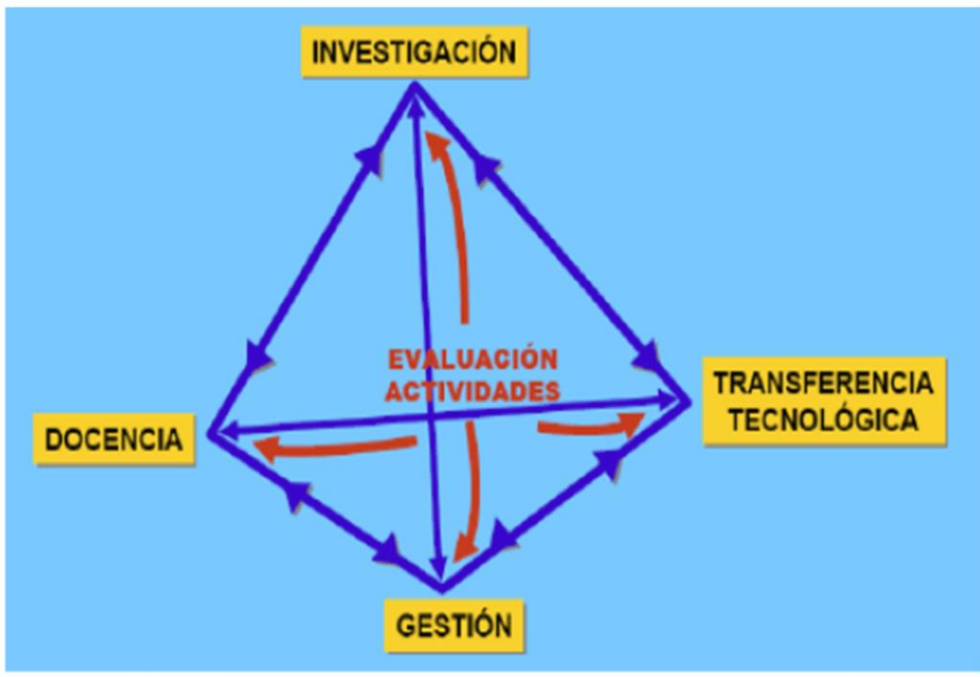 INVESTIGACIÓN
EVALUACIÓN
ACTIVIDADES
TRANSFERENCIA
TECNOLÓGICA
DOCENCIA
GESTIÓN